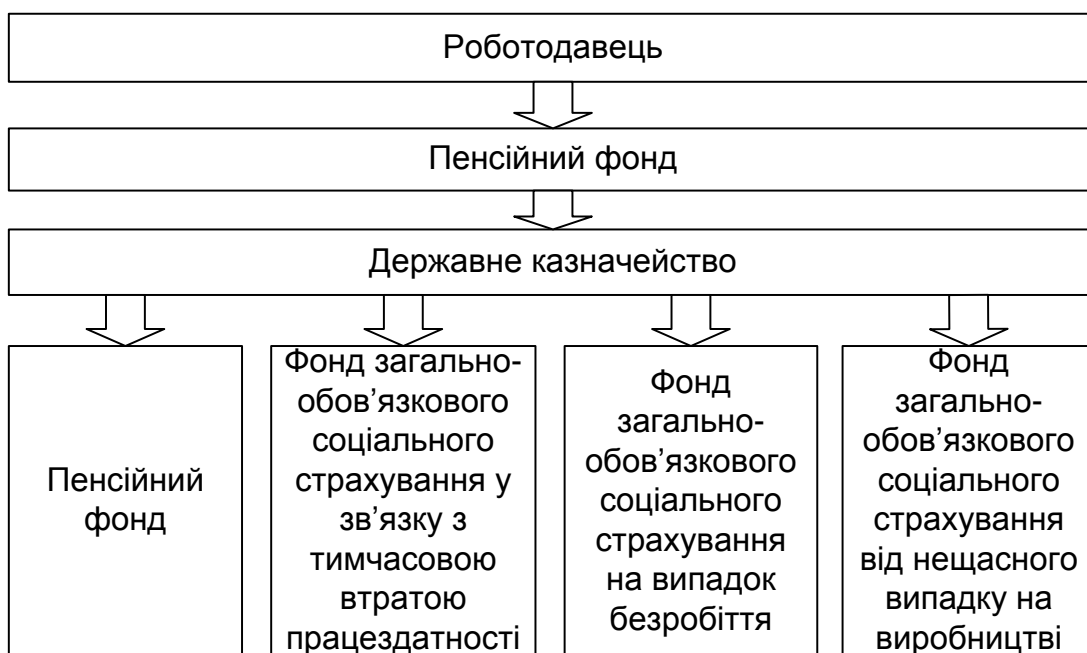 Роботодавець
Пенсійний фонд
Державне казначейство
Пенсійний
фонд
Фонд загально-
обов’язкового
соціального
страхування у
зв’язку з
тимчасовою
втратою
працездатності
Фонд
загально-
обов’язкового
соціального
страхування
на випадок
безробіття
Фонд
загально-
обов’язкового
соціального
страхування
від нещасного
випадку на
виробництві